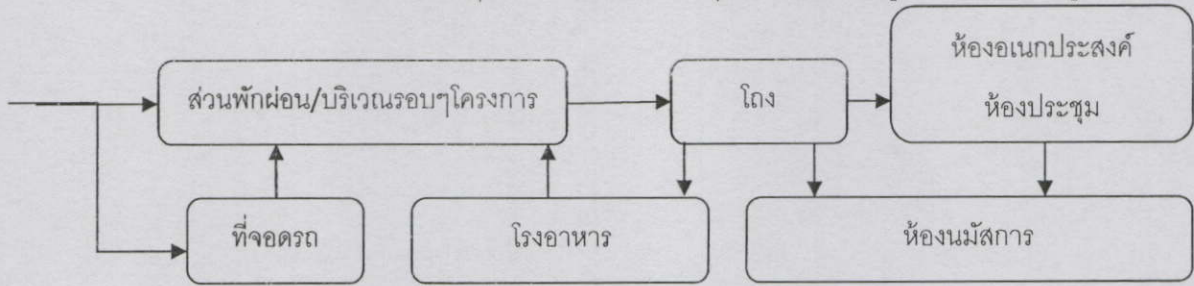 ส่วนพักผ่อน/บริเวณรอบๆโครงการ
โถง
ห้องอเนกประสงค์
ห้องประชุม
ที่จอดรถ
โรงอาหาร
ห้องนมัสการ